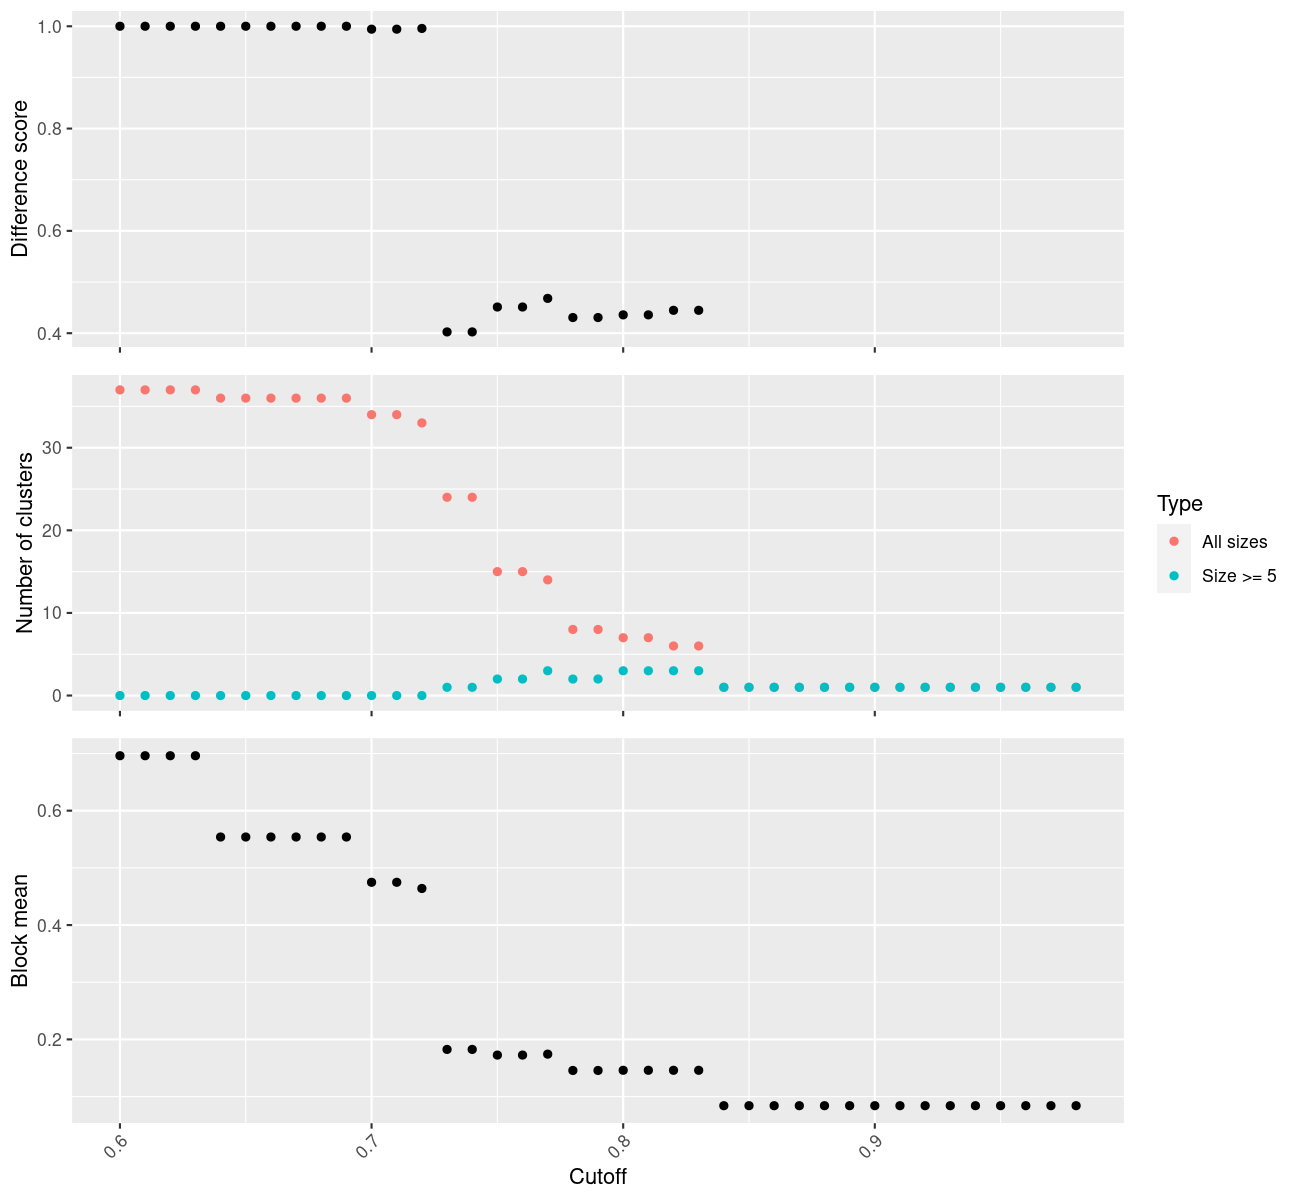 Difference score
1.0
0.8
0.6
0.4
Number of clusters
30
20
10
0
Type
All sizes
Size >= 5
Block mean
0.6
0.4
0.2
0.6
0.7
0.8
0.9
Cutoff